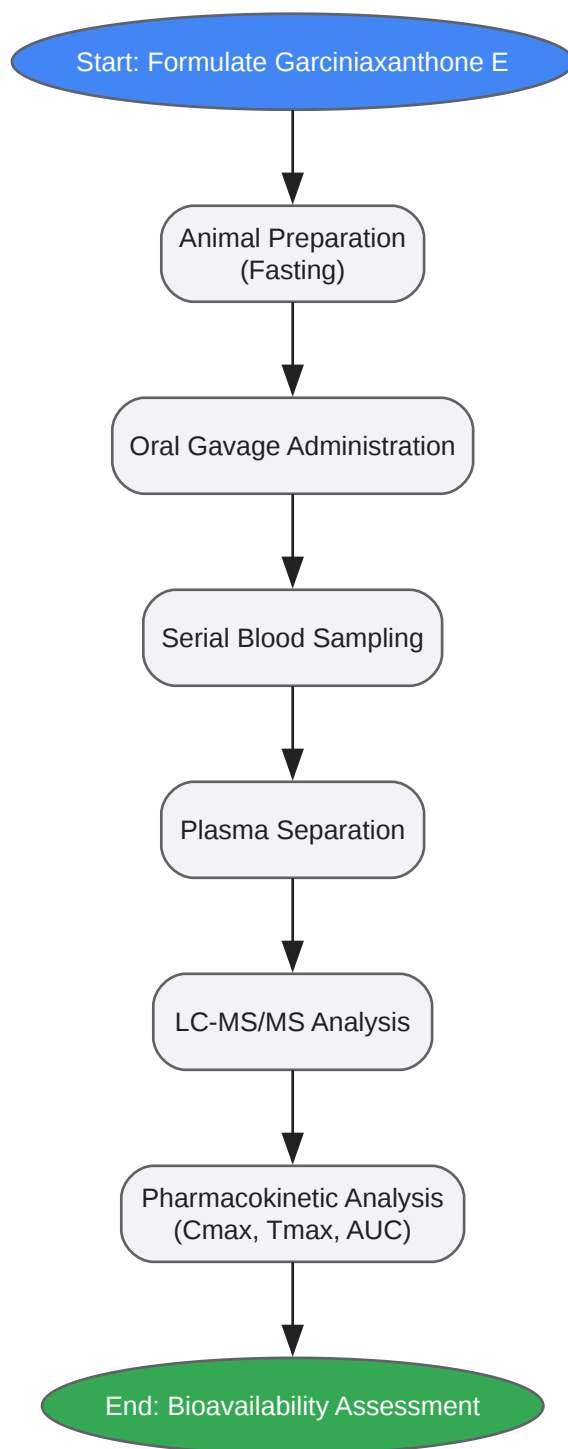 Start: Formulate Garciniaxanthone E
Animal Preparation
(Fasting)
Oral Gavage Administration
Serial Blood Sampling
Plasma Separation
LC-MS/MS Analysis
Pharmacokinetic Analysis
(Cmax, Tmax, AUC)
End: Bioavailability Assessment